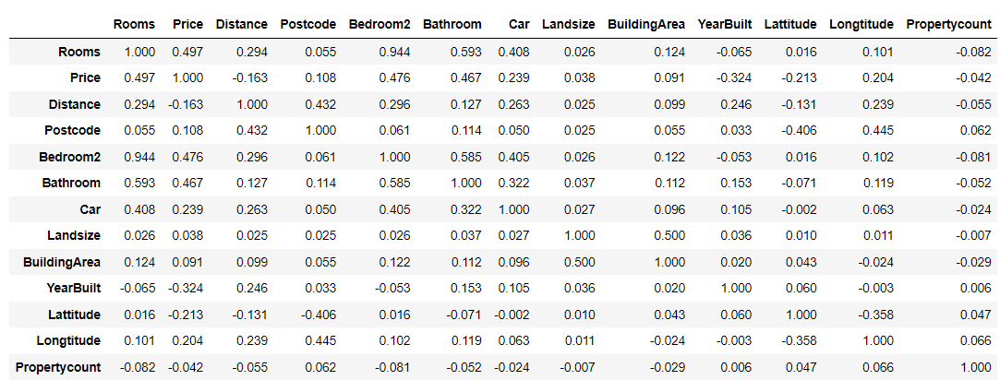 Rooms Price Distance Postcode Bedroom2 Bathroom Car Landsize BuildingArea YearBuilt Lattitude Longtitude Propertycount
Rooms 1.000 0.497 0.294 0.055 0.944 0.593 0.408 0.026 0.124 -0.065 0.016 0.101 -0.082
Price 0.497 1.000 -0.163 0.108 0.476 0.467 0.239 0.038 0.091 -0.324 -0.213 0.204 -0.042
Distance 0.294 -0.163 1.000 0.432 0.296 0.127 0.263 0.025 0.099 0.246 -0.131 0.239 -0.055
Postcode 0.055 0.108 0.432 1.000 0.061 0.114 0.050 0.025 0.055 0.033 -0.406 0.445 0.062
Bedroom2 0.944 0.476 0.296 0.061 1.000 0.585 0.405 0.026 0.122 -0.053 0.016 0.102 -0.081
Bathroom 0.593 0.467 0.127 0.114 0.585 1.000 0.322 0.037 0.112 0.153 -0.071 0.119 -0.052
Car 0.408 0.239 0.263 0.050 0.405 0.322 1.000 0.027 0.096 0.105 -0.002 0.063 -0.024
Landsize 0.026 0.038 0.025 0.025 0.026 0.037 0.027 1.000 0.500 0.036 0.010 0.011 -0.007
BuildingArea 0.124 0.091 0.099 0.055 0.122 0.112 0.096 0.500 1.000 0.020 0.043 -0.024 -0.029
YearBuilt -0.065 -0.324 0.246 0.033 -0.053 0.153 0.105 0.036 0.020 1.000 0.060 -0.003 0.006
Lattitude 0.016 -0.213 -0.131 -0.406 0.016 -0.071 -0.002 0.010 0.043 0.060 1.000 -0.358 0.047
Longtitude 0.101 0.204 0.239 0.445 0.102 0.119 0.063 0.011 -0.024 -0.003 -0.358 1.000 0.066
Propertycount -0.082 -0.042 -0.055 0.062 -0.081 -0.052 -0.024 -0.007 -0.029 0.006 0.047 0.066 1.000